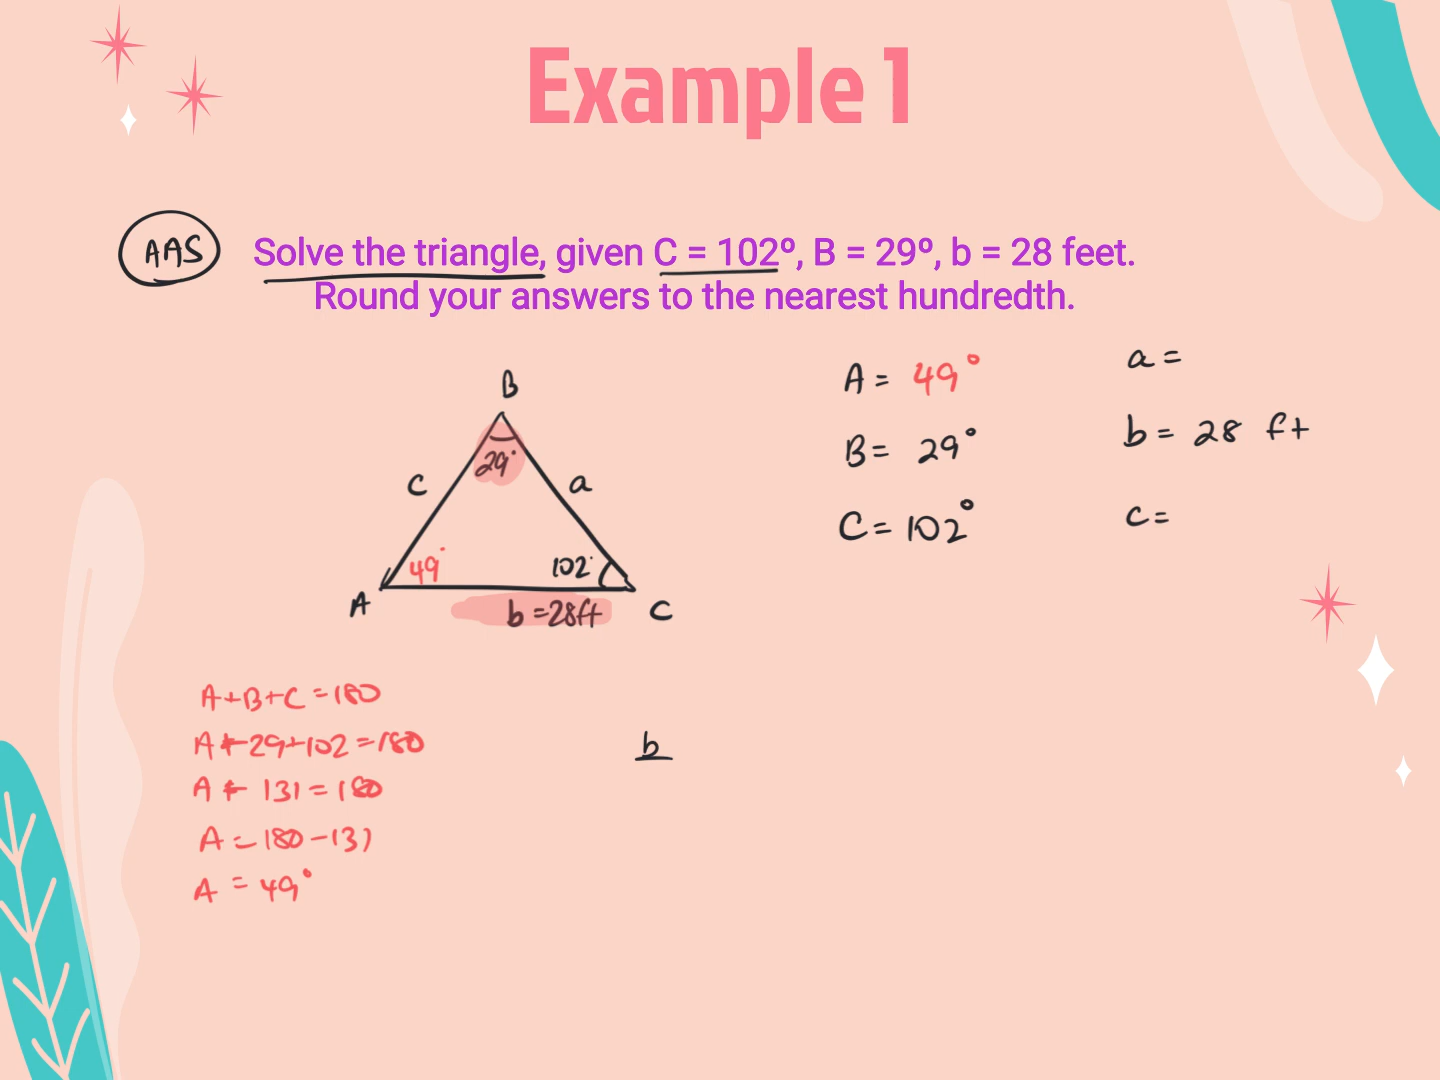 Example 1
AAS
Solve the triangle, given C = 102º, B = 29º, b = 28 feet.
Round your answers to the nearest hundredth.
B
29°
c
a
49°
102°
A
b = 28ft
C
A = 49°
B = 29°
C = 102°
a =
b = 28 ft
c =
A+B+C = 180
A + 29 + 102 = 180
A + 131 = 180
A = 180 - 131
A = 49°
b